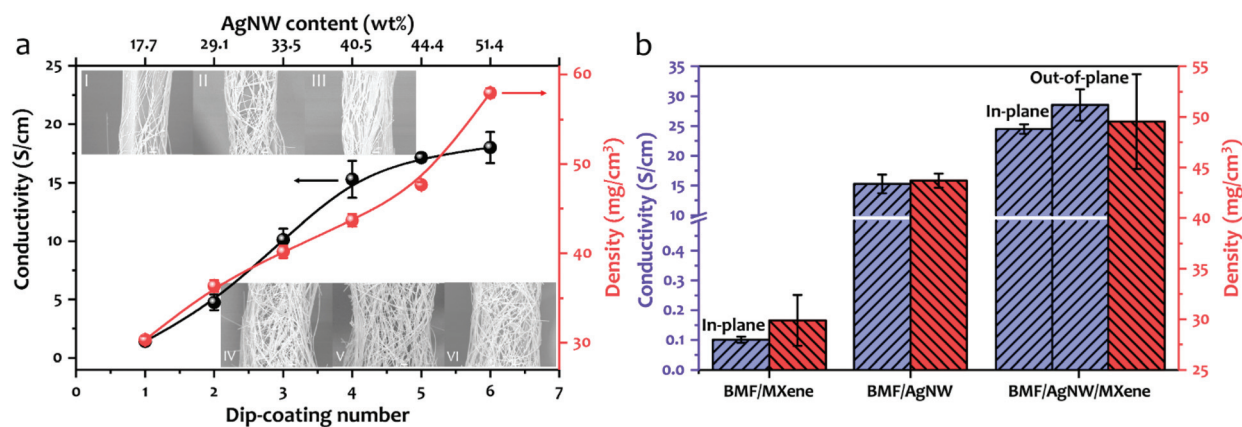 a
AgNW content (wt%)
17.7 29.1 33.5 40.5 44.4 51.4
Conductivity (S/cm)
25
20
15
10
5
0
I II III
IV V VI
Density (mg/cm³)
60
50
40
30
0 1 2 3 4 5 6 7
Dip-coating number
b
Conductivity (S/cm)
35
30
25
20
15
10
0.4
0.3
0.2
0.1
0.0
In-plane
In-plane
Out-of-plane
Density (mg/cm³)
55
50
45
40
35
30
25
BMF/MXene BMF/AgNW BMF/AgNW/MXene